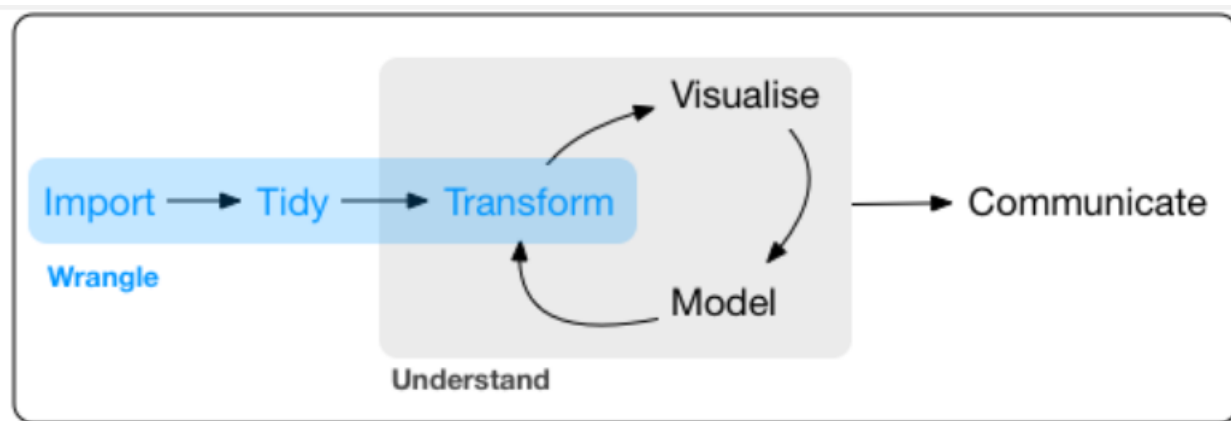 Visualise
Import Tidy Transform Communicate
Wrangle
Model
Understand